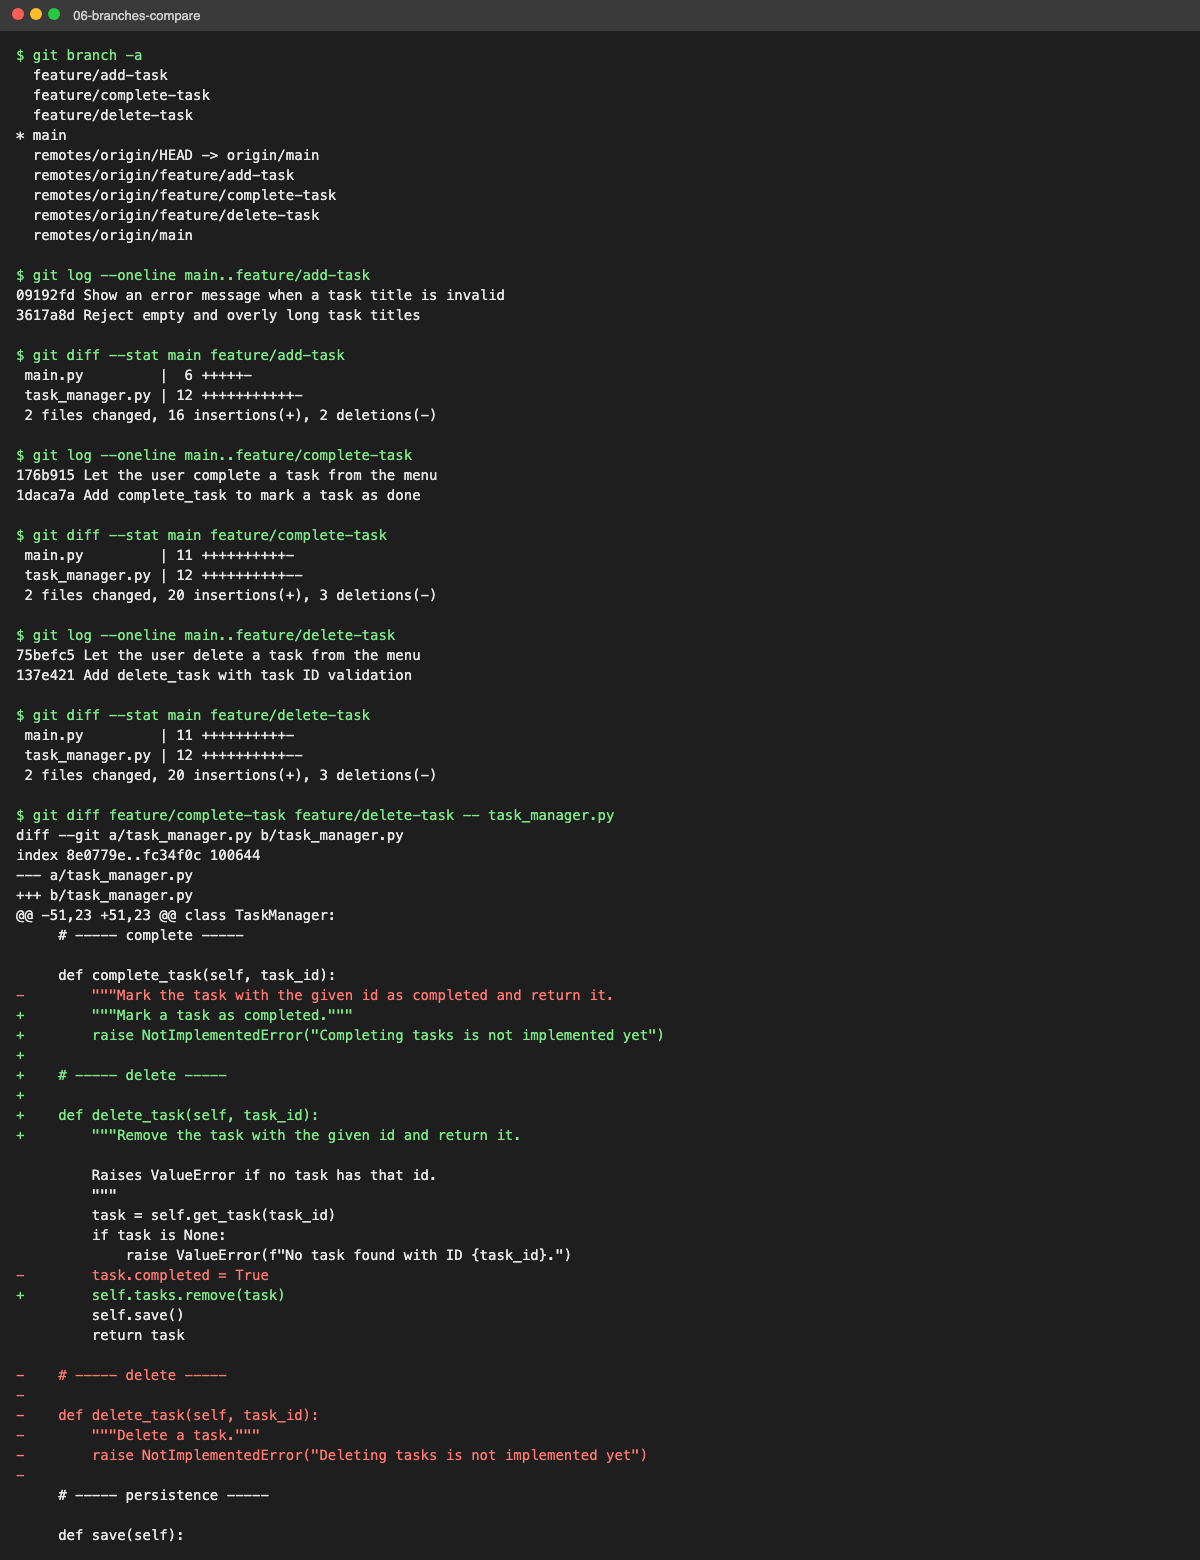 06-branches-compare
$ git branch -a
  feature/add-task
  feature/complete-task
  feature/delete-task
* main
  remotes/origin/HEAD -> origin/main
  remotes/origin/feature/add-task
  remotes/origin/feature/complete-task
  remotes/origin/feature/delete-task
  remotes/origin/main

$ git log --oneline main..feature/add-task
09192fd Show an error message when a task title is invalid
3617a8d Reject empty and overly long task titles

$ git diff --stat main feature/add-task
 main.py         |  6 +++++-
 task_manager.py | 12 +++++++++++-
 2 files changed, 16 insertions(+), 2 deletions(-)

$ git log --oneline main..feature/complete-task
176b915 Let the user complete a task from the menu
1daca7a Add complete_task to mark a task as done

$ git diff --stat main feature/complete-task
 main.py         | 11 ++++++++++-
 task_manager.py | 12 ++++++++++--
 2 files changed, 20 insertions(+), 3 deletions(-)

$ git log --oneline main..feature/delete-task
75befc5 Let the user delete a task from the menu
137e421 Add delete_task with task ID validation

$ git diff --stat main feature/delete-task
 main.py         | 11 ++++++++++-
 task_manager.py | 12 ++++++++++--
 2 files changed, 20 insertions(+), 3 deletions(-)

$ git diff feature/complete-task feature/delete-task -- task_manager.py
diff --git a/task_manager.py b/task_manager.py
index 8e0779e..fc34f0c 100644
--- a/task_manager.py
+++ b/task_manager.py
@@ -51,23 +51,23 @@ class TaskManager:
     # ----- complete -----

     def complete_task(self, task_id):
-        """Mark the task with the given id as completed and return it.
+        """Mark a task as completed."""
+        raise NotImplementedError("Completing tasks is not implemented yet")
+
+    # ----- delete -----
+
+    def delete_task(self, task_id):
+        """Remove the task with the given id and return it.

         Raises ValueError if no task has that id.
         """
         task = self.get_task(task_id)
         if task is None:
             raise ValueError(f"No task found with ID {task_id}.")
-        task.completed = True
+        self.tasks.remove(task)
         self.save()
         return task

-    # ----- delete -----
-
-    def delete_task(self, task_id):
-        """Delete a task."""
-        raise NotImplementedError("Deleting tasks is not implemented yet")
-
     # ----- persistence -----

     def save(self):